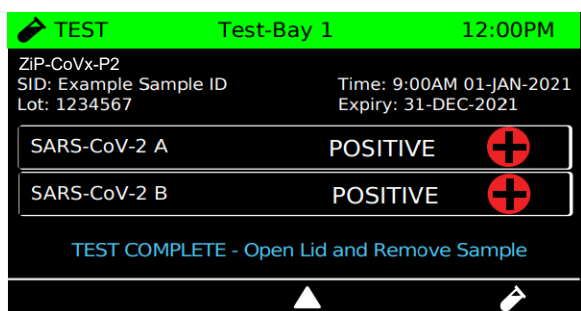 TEST Test-Bay 1 12:00PM
ZiP-CoVx-P2
SID: Example Sample ID Time: 9:00AM 01-JAN-2021
Lot: 1234567 Expiry: 31-DEC-2021
SARS-CoV-2 A POSITIVE
SARS-CoV-2 B POSITIVE
TEST COMPLETE - Open Lid and Remove Sample